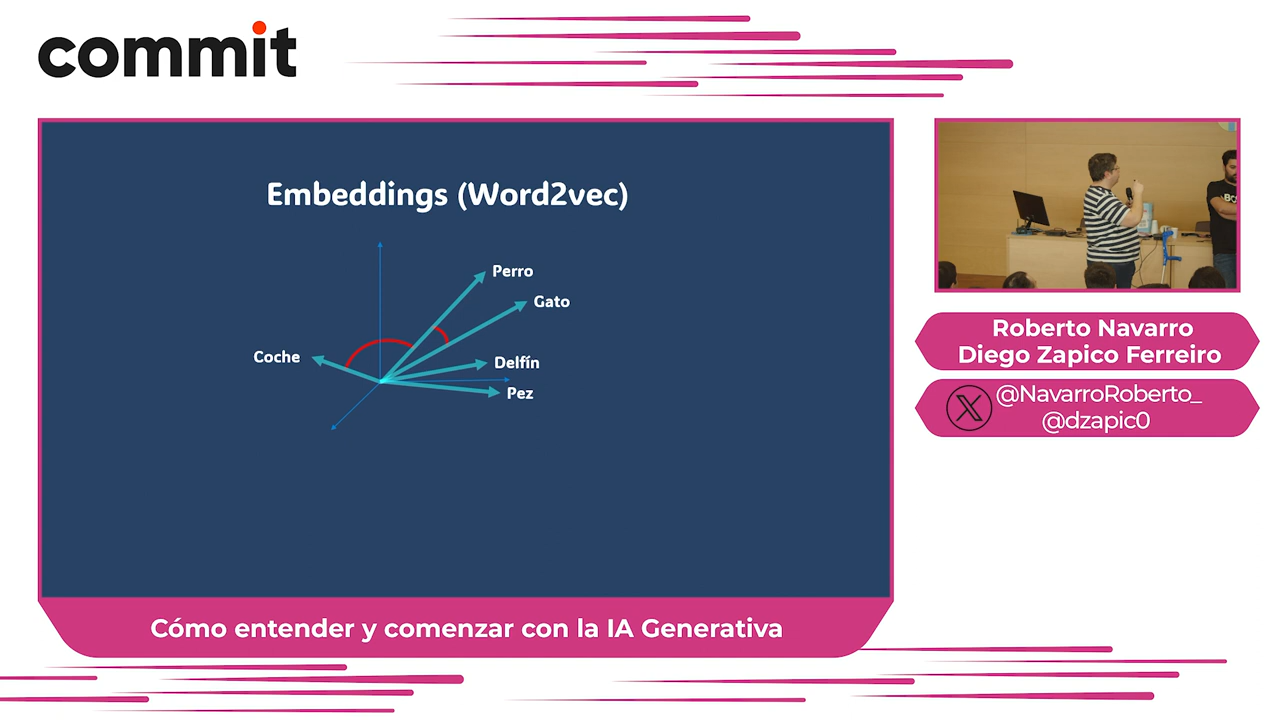 commit
Embeddings (Word2vec)
Perro
Gato
Coche
Delfín
Pez
Roberto Navarro
Diego Zapico Ferreiro
@NavarroRoberto_
@dzapic0
Cómo entender y comenzar con la IA Generativa